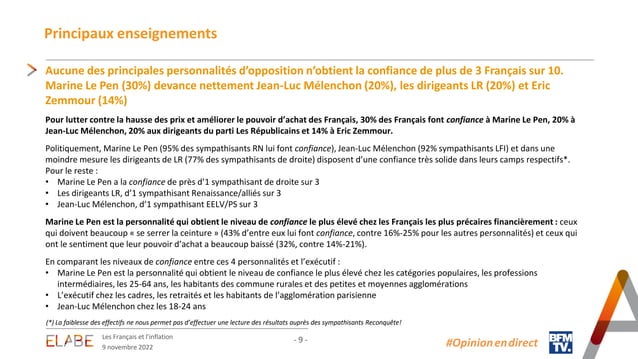 Principaux enseignements
Aucune des principales personnalités d'opposition n'obtient la confiance de plus de 3 Français sur 10.
Marine Le Pen (30%) devance nettement Jean-Luc Mélenchon (20%), les dirigeants LR (20%) et Eric
Zemmour (14%)
Pour lutter contre la hausse des prix et améliorer le pouvoir d'achat des Français, 30% des Français font confiance à Marine Le Pen, 20% à
Jean-Luc Mélenchon, 20% aux dirigeants du parti Les Républicains et 14% à Eric Zemmour.
Politiquement, Marine Le Pen (95% des sympathisants RN lui font confiance), Jean-Luc Mélenchon (92% sympathisants LFI) et dans une
moindre mesure les dirigeants de LR (77% des sympathisants de droite) disposent d'une confiance très solide dans leurs camps respectifs*.
Pour le reste :
• Marine Le Pen a la confiance de près d'1 sympathisant de droite sur 3
• Les dirigeants LR, d'1 sympathisant Renaissance/alliés sur 3
• Jean-Luc Mélenchon, d'1 sympathisant EELV/PS sur 3
Marine Le Pen est la personnalité qui obtient le niveau de confiance le plus élevé chez les Français les plus précaires financièrement : ceux
qui doivent beaucoup « se serrer la ceinture » (43% d'entre eux lui font confiance, contre 16%-25% pour les autres personnalités) et ceux qui
ont le sentiment que leur pouvoir d'achat a beaucoup baissé (32%, contre 14%-21%).
En comparant les niveaux de confiance entre ces 4 personnalités et l'exécutif :
• Marine Le Pen est la personnalité qui obtient le niveau de confiance le plus élevé chez les catégories populaires, les professions
intermédiaires, les 25-64 ans, les habitants des commune rurales et des petites et moyennes agglomérations
• L'exécutif chez les cadres, les retraités et les habitants de l'agglomération parisienne
• Jean-Luc Mélenchon chez les 18-24 ans
(*) La faiblesse des effectifs ne nous permet pas d'effectuer une lecture des résultats auprès des sympathisants Reconquête!
ELABE
Les Français et l'inflation
9 novembre 2022
- 9 -
#Opinion en direct
BFM
TV.